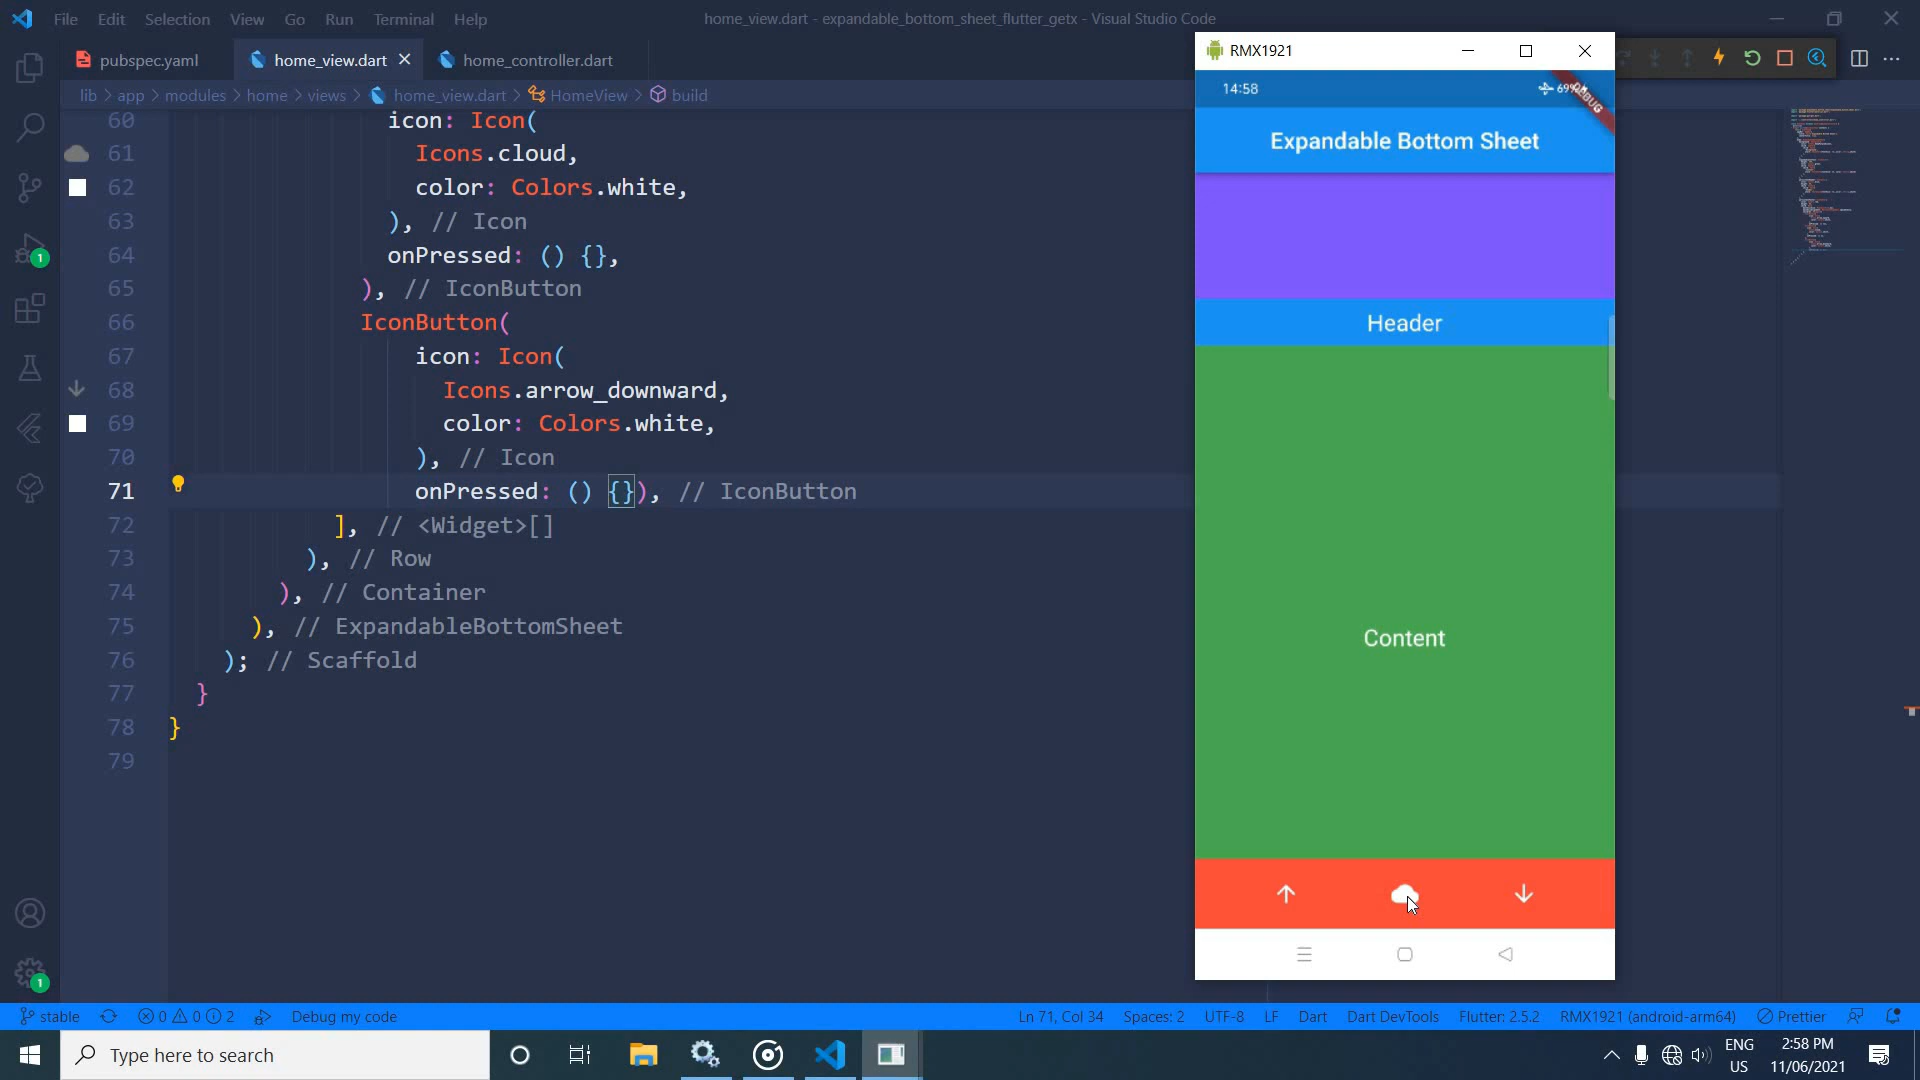 File Edit Selection View Go Run Terminal Help
home_view.dart - expandable_bottom_sheet_flutter_getx - Visual Studio Code
pubspec.yaml
home_view.dart
home_controller.dart
lib > app > modules > home > views > home_view.dart > HomeView > build
60 icon: Icon(
61 Icons.cloud,
62 color: Colors.white,
63 ), // Icon
64 onPressed: () {},
65 ), // IconButton
66 IconButton(
67 icon: Icon(
68 Icons.arrow_downward,
69 color: Colors.white,
70 ), // Icon
71 onPressed: () {}), // IconButton
72 ], // <Widget>[]
73 ), // Row
74 ), // Container
75 ), // ExpandableBottomSheet
76 ); // Scaffold
77 }
78 }
79
1
1
RMX1921
14:58
DEBUG
Expandable Bottom Sheet
Header
Content
stable
0 0 2
Debug my code
Ln 71, Col 34
Spaces: 2
UTF-8
LF
Dart
Dart DevTools
Flutter: 2.5.2
RMX1921 (android-arm64)
Prettier
Type here to search
ENG
US
2:58 PM
11/06/2021